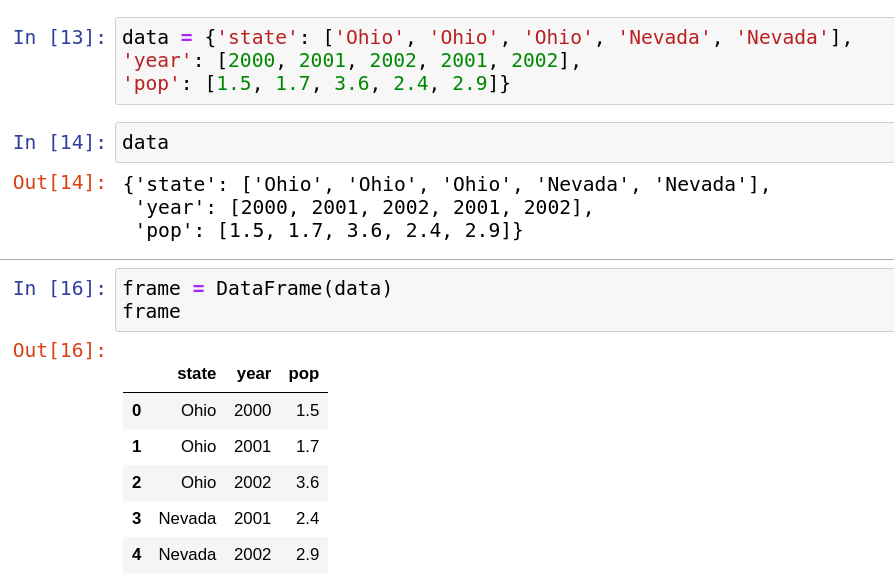 In [13]: data = {'state': ['Ohio', 'Ohio', 'Ohio', 'Nevada', 'Nevada'],
'year': [2000, 2001, 2002, 2001, 2002],
'pop': [1.5, 1.7, 3.6, 2.4, 2.9]}
In [14]: data
Out[14]: {'state': ['Ohio', 'Ohio', 'Ohio', 'Nevada', 'Nevada'],
'year': [2000, 2001, 2002, 2001, 2002],
'pop': [1.5, 1.7, 3.6, 2.4, 2.9]}
In [16]: frame = DataFrame(data)
frame
Out[16]:
state year pop
0 Ohio 2000 1.5
1 Ohio 2001 1.7
2 Ohio 2002 3.6
3 Nevada 2001 2.4
4 Nevada 2002 2.9